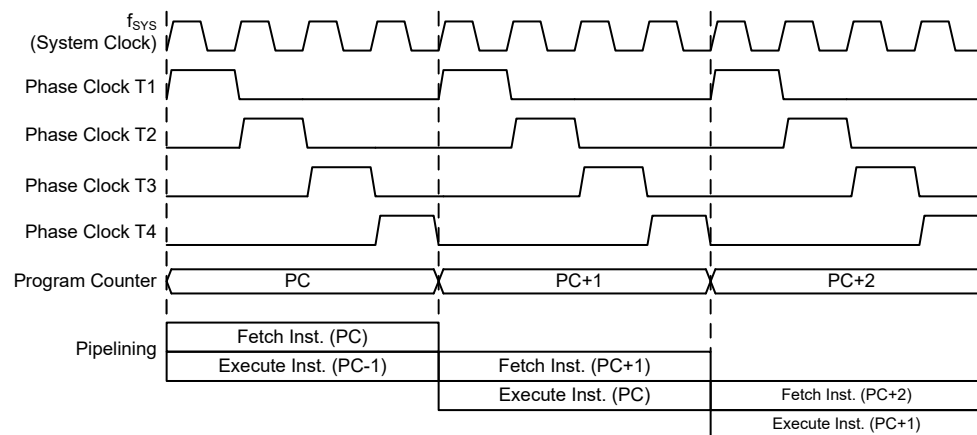 fSYS
(System Clock)
Phase Clock T1
Phase Clock T2
Phase Clock T3
Phase Clock T4
Program Counter PC PC+1 PC+2
Pipelining
Fetch Inst. (PC)
Execute Inst. (PC-1) Fetch Inst. (PC+1)
Execute Inst. (PC) Fetch Inst. (PC+2)
Execute Inst. (PC+1)